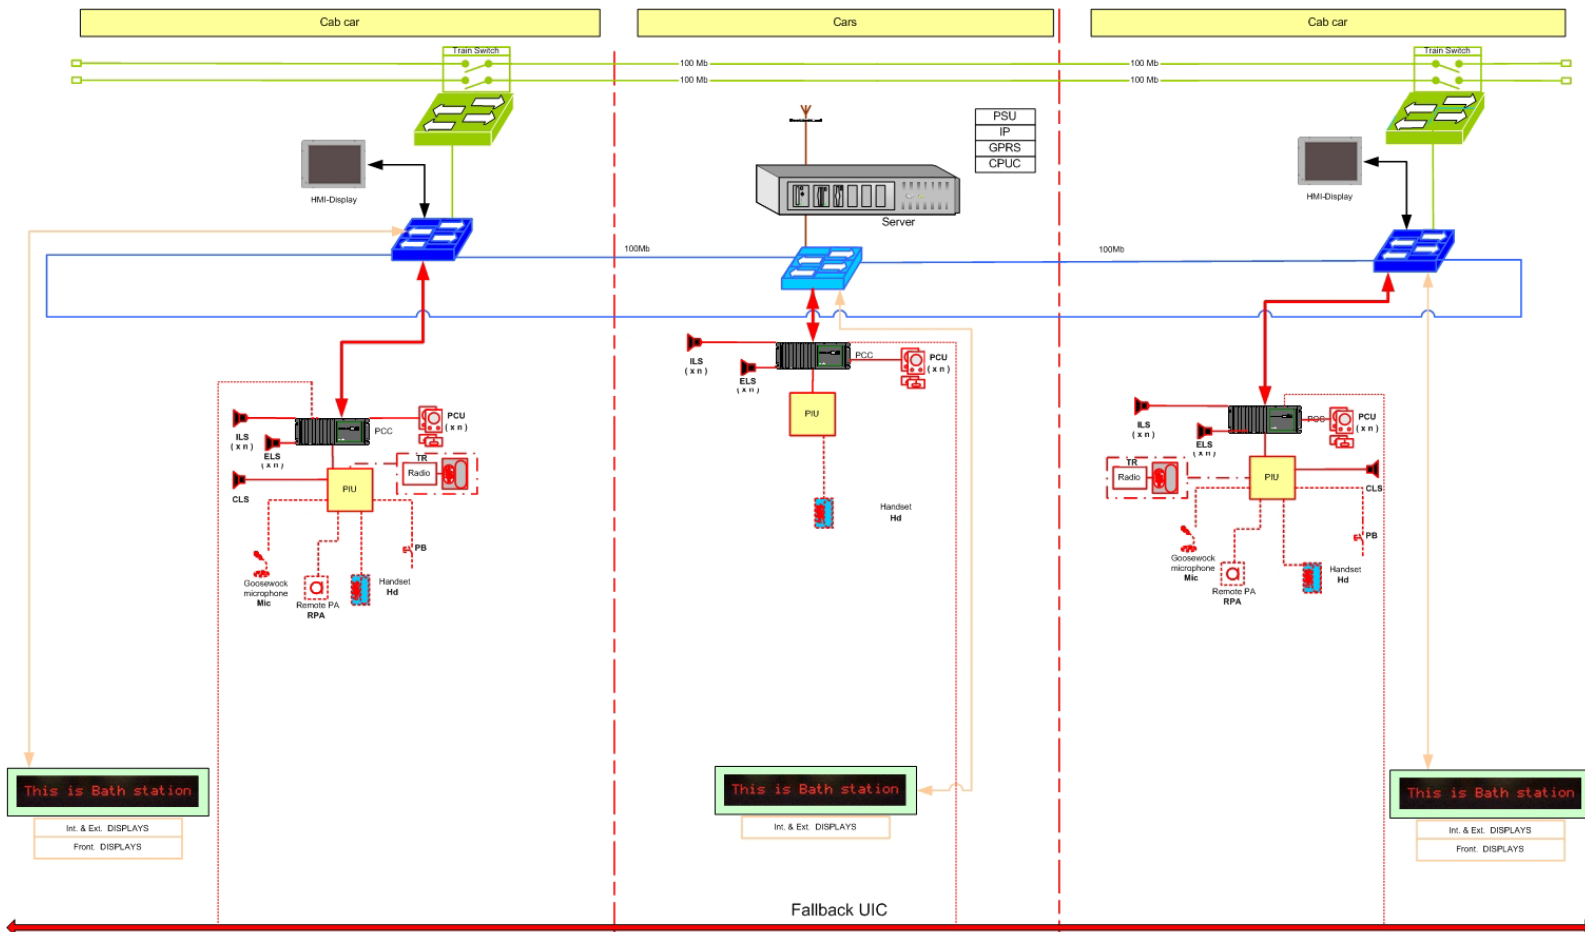 Cab car
Cars
Cab car
Train Switch
Train Switch
100 Mb
100 Mb
100 Mb
100 Mb
PSU
IP
GPRS
CPUC
HMI-Display
HMI-Display
Server
100Mb
100Mb
ILS
( x n )
ELS
( x n )
PCC
PCU
( x n )
PIU
Handset
Hd
ILS
( x n )
ELS
( x n )
CLS
PCC
PCU
( x n )
TR
Radio
PIU
PB
Goosewock
microphone
Mic
Remote PA
RPA
Handset
Hd
ILS
( x n )
ELS
( x n )
PCC
PCU
( x n )
TR
Radio
PIU
CLS
PB
Goosewock
microphone
Mic
Remote PA
RPA
Handset
Hd
This is Bath station
Int. & Ext. DISPLAYS
Front. DISPLAYS
This is Bath station
Int. & Ext. DISPLAYS
This is Bath station
Int. & Ext. DISPLAYS
Front. DISPLAYS
Fallback UIC